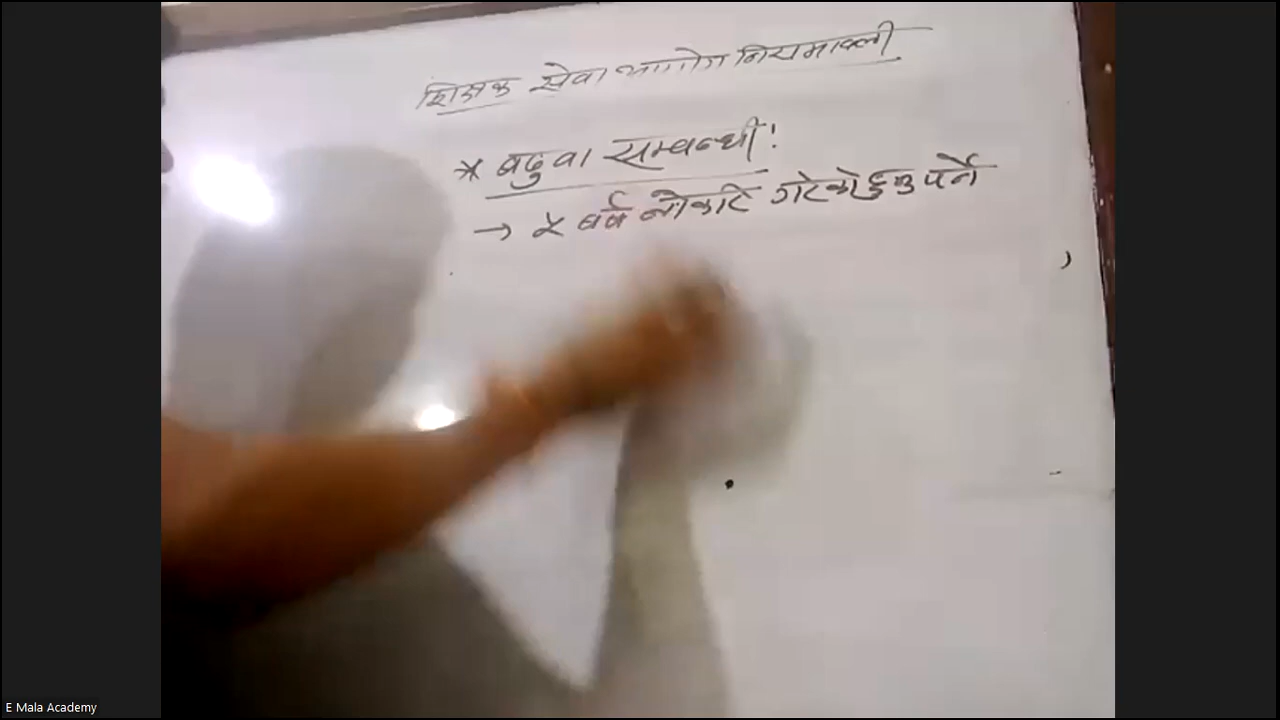 शिक्षक सेवा आयोग नियमावली
* बढुवा सम्बन्धी!
→ ५ वर्ष नोकरी गरेको हुनु पर्ने
E Mala Academy